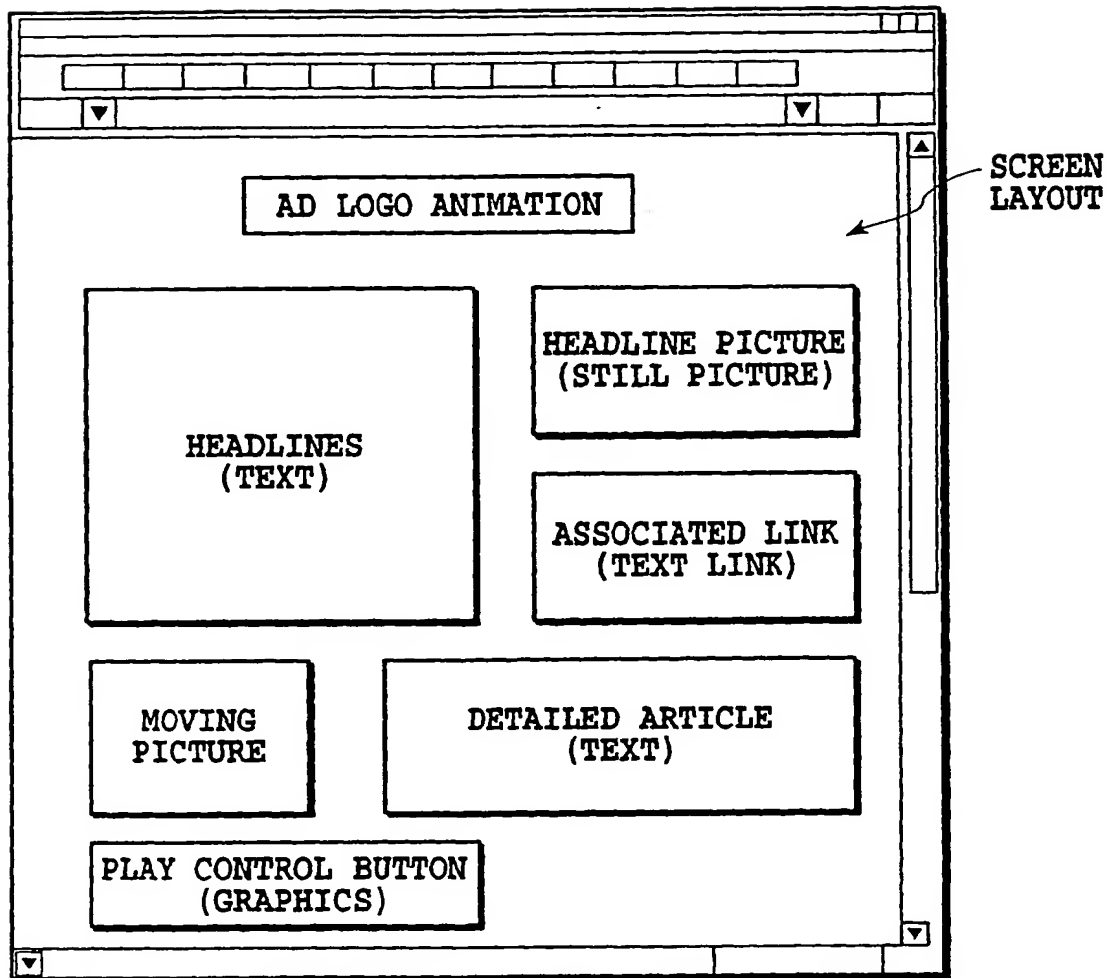 AD LOGO ANIMATION
SCREEN
LAYOUT
HEADLINES
(TEXT)
HEADLINE PICTURE
(STILL PICTURE)
ASSOCIATED LINK
(TEXT LINK)
MOVING
PICTURE
DETAILED ARTICLE
(TEXT)
PLAY CONTROL BUTTON
(GRAPHICS)